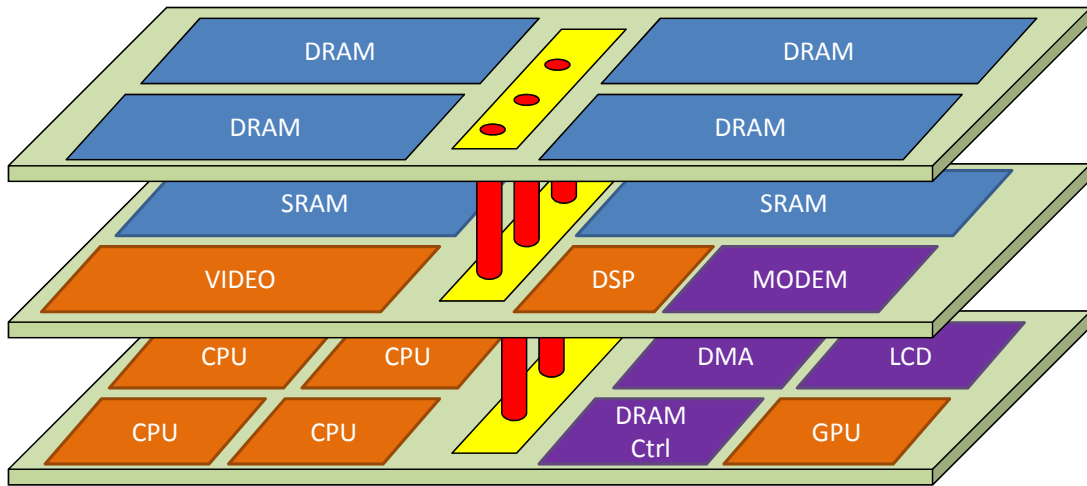 DRAM
DRAM
DRAM
DRAM
SRAM
SRAM
VIDEO
DSP
MODEM
CPU
CPU
DMA
LCD
CPU
CPU
DRAM
Ctrl
GPU